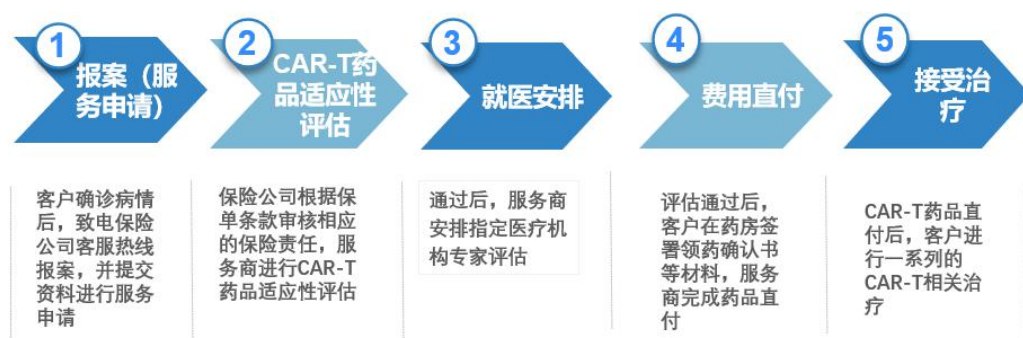 1
报案（服
务申请）
2
CAR-T药
品适应性
评估
3
就医安排
4
费用直付
5
接受治
疗
客户确诊病情
后，致电保险
公司客服热线
报案，并提交
资料进行服务
申请
保险公司根据保
单条款审核相应
的保险责任，服
务商进行CAR-T
药品适应性评估
通过后，服务商
安排指定医疗机
构专家评估
评估通过后，
客户在药房签
署领药确认书
等材料，服务
商完成药品直
付
CAR-T药品直
付后，客户进
行一系列的
CAR-T相关治
疗